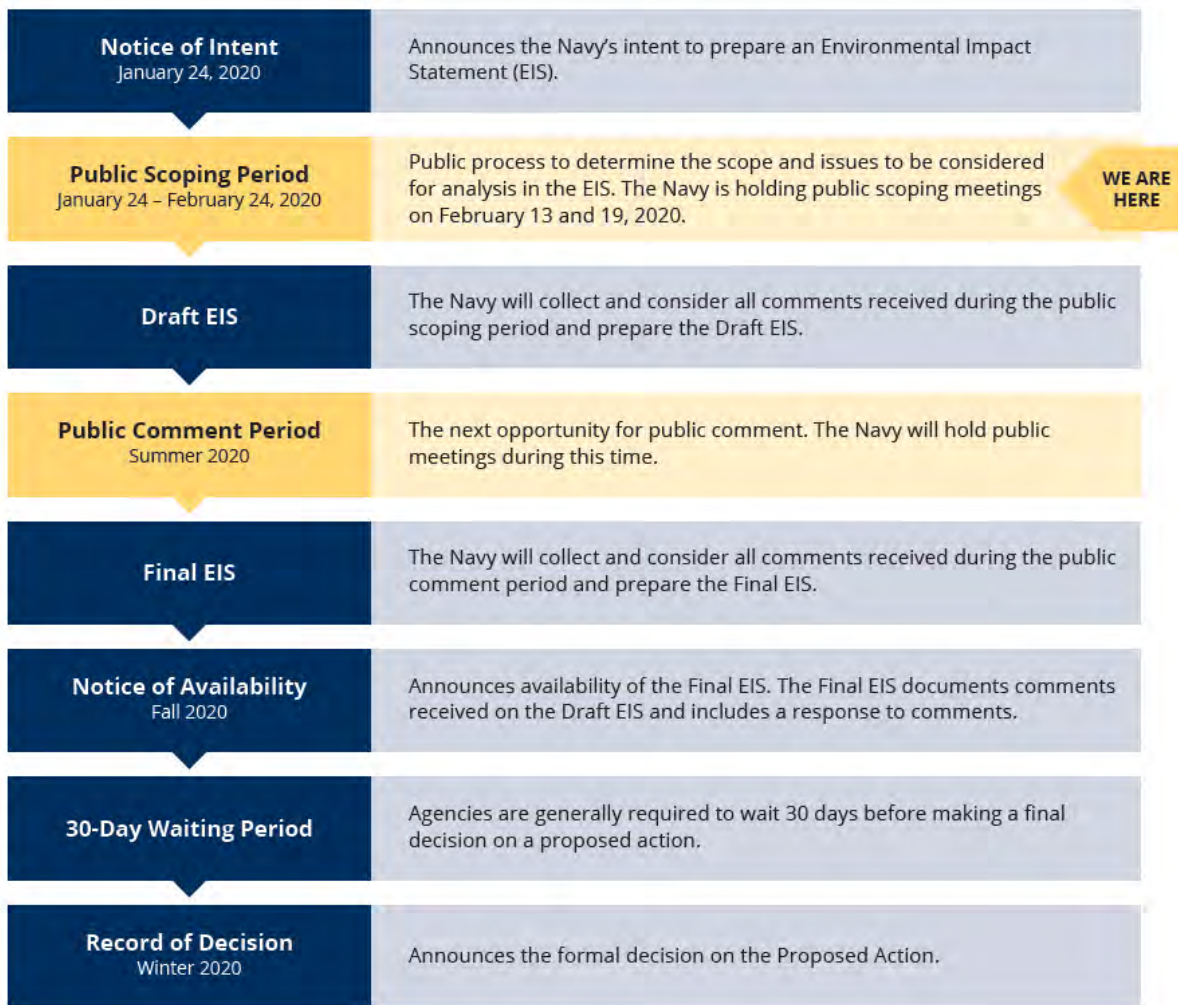 Notice of Intent
January 24, 2020
Announces the Navy's intent to prepare an Environmental Impact
Statement (EIS).
Public Scoping Period
January 24 – February 24, 2020
Public process to determine the scope and issues to be considered
for analysis in the EIS. The Navy is holding public scoping meetings
on February 13 and 19, 2020.
WE ARE
HERE
Draft EIS
The Navy will collect and consider all comments received during the public
scoping period and prepare the Draft EIS.
Public Comment Period
Summer 2020
The next opportunity for public comment. The Navy will hold public
meetings during this time.
Final EIS
The Navy will collect and consider all comments received during the public
comment period and prepare the Final EIS.
Notice of Availability
Fall 2020
Announces availability of the Final EIS. The Final EIS documents comments
received on the Draft EIS and includes a response to comments.
30-Day Waiting Period
Agencies are generally required to wait 30 days before making a final
decision on a proposed action.
Record of Decision
Winter 2020
Announces the formal decision on the Proposed Action.